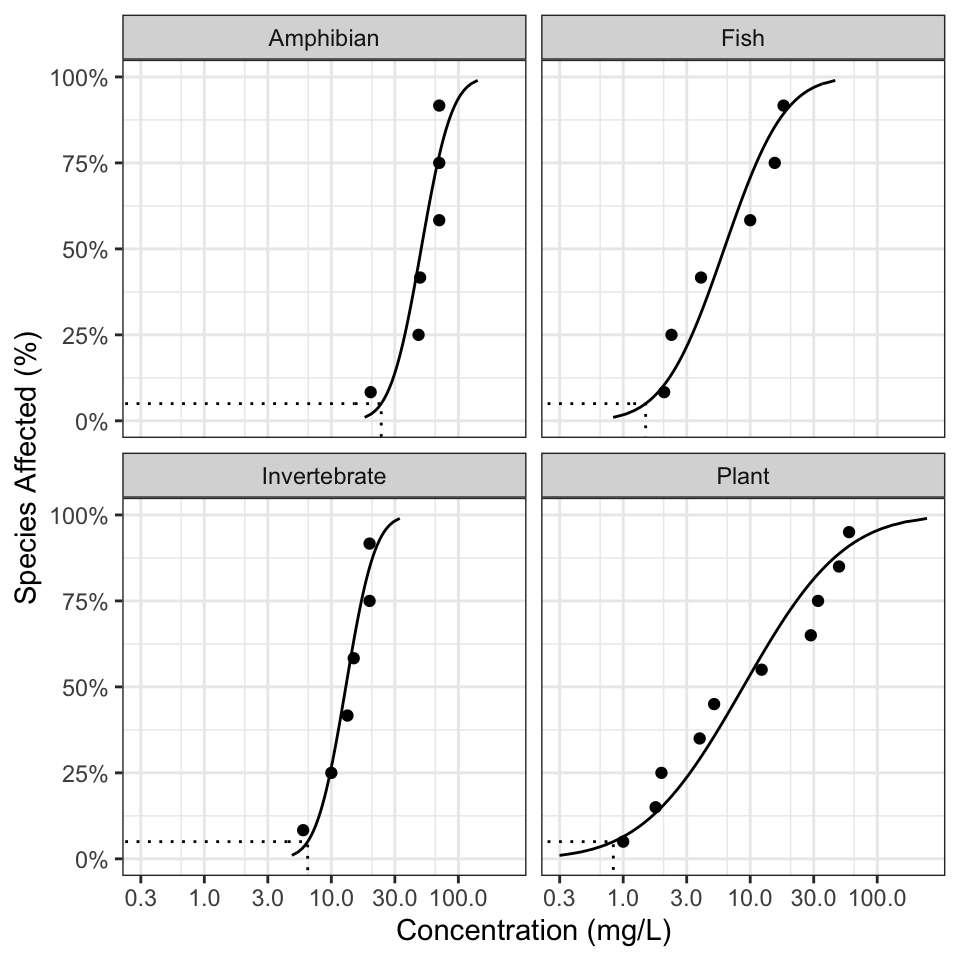 Amphibian
Fish
100%
75%
50%
25%
0%
Invertebrate
Plant
100%
75%
50%
25%
0%
0.3 1.0 3.0 10.0 30.0 100.0
0.3 1.0 3.0 10.0 30.0 100.0
Species Affected (%)
Concentration (mg/L)